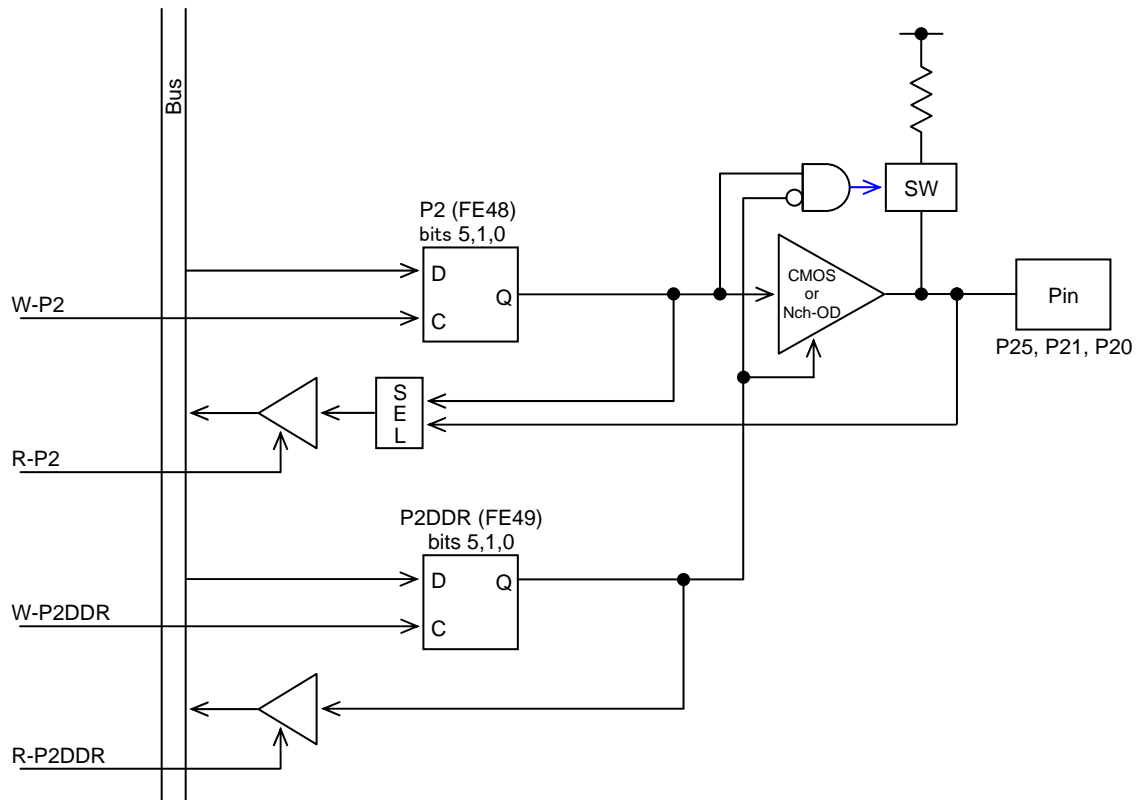 Bus
P2 (FE48)
bits 5,1,0
SW
W-P2
D
C
Q
CMOS
or
Nch-OD
Pin
P25, P21, P20
S
E
L
R-P2
P2DDR (FE49)
bits 5,1,0
D
Q
W-P2DDR
C
R-P2DDR